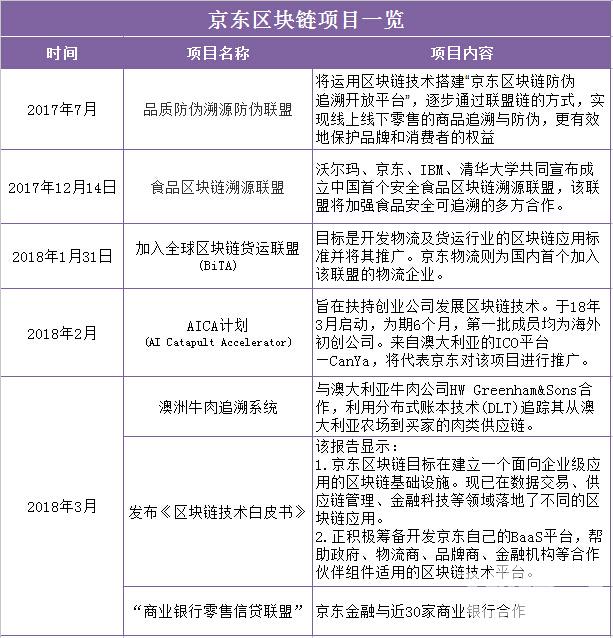 京东区块链项目一览
时间
项目名称
项目内容
2017年7月
品质防伪溯源防伪联盟
将运用区块链技术搭建“京东区块链防伪
追溯开放平台”，逐步通过联盟链的方式，实
现线上线下零售的商品追溯与防伪，更有效
地保护品牌和消费者的权益
2017年12月14日
食品区块链溯源联盟
沃尔玛、京东、IBM、清华大学共同宣布成
立中国首个安全食品区块链溯源联盟，该联
盟将加强食品安全可追溯的多方合作。
2018年1月31日
加入全球区块链货运联盟
(BiTA)
目标是开发物流及货运行业的区块链应用标
准并将其推广。京东物流则为国内首个加入
该联盟的物流企业。
2018年2月
AICA计划
(AI Catapult Accelerator)
旨在扶持创业公司发展区块链技术。于18年
3月启动，为期6个月，第一批成员均为海外
初创公司。来自澳大利亚的ICO平台
—CanYa，将代表京东对该项目进行推广。
2018年3月
澳洲牛肉追溯系统
与澳大利亚牛肉公司HW Greenham&Sons合
作，利用分布式账本技术(DLT)追踪其从澳
大利亚农场到买家的肉类供应链。
发布《区块链技术白皮书》
该报告显示：
1.京东区块链目标在建立一个面向企业级应
用的区块链基础设施。现已在数据交易、供
应链管理、金融科技等领域落地了不同的区
块链应用。
2.正积极筹备开发京东自己的BaaS平台，帮
助政府、物流商、品牌商、金融机构等合作
伙伴组件适用的区块链技术平台。
“商业银行零售信贷联盟”
京东金融与近30家商业银行合作